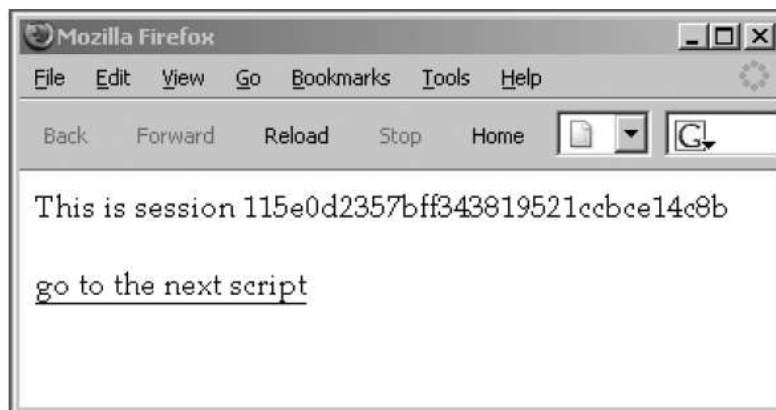 Mozilla Firefox
File Edit View Go Bookmarks Tools Help
Back Forward Reload Stop Home G
This is session 115e0d2357bff343819521ccbce14c8b
go to the next script